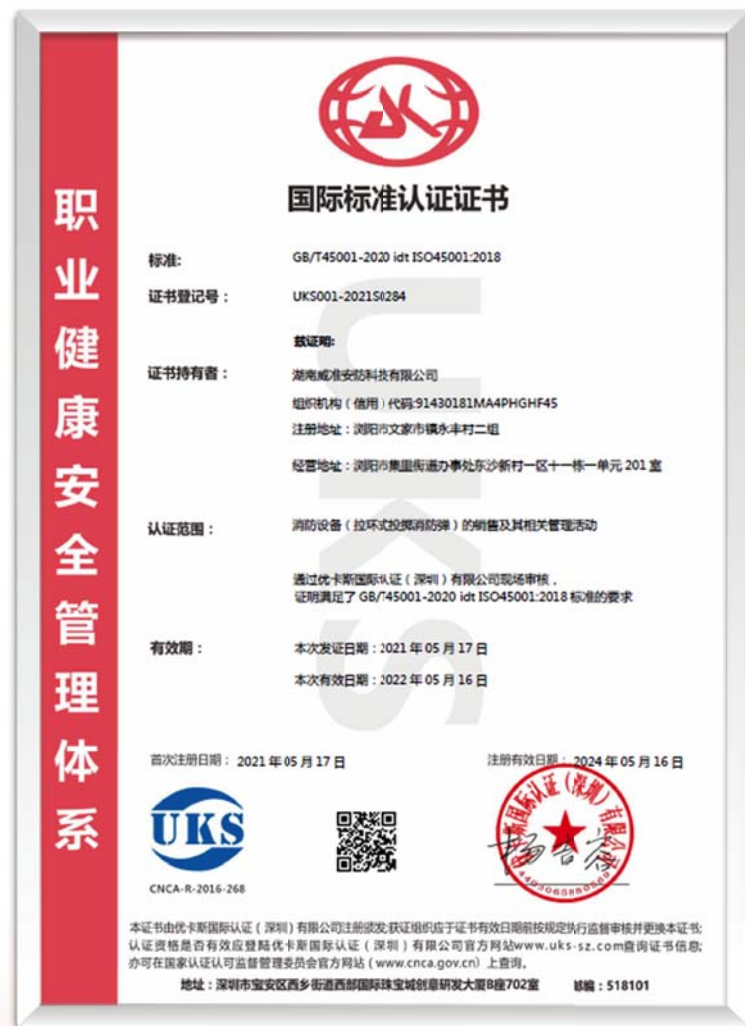 职业健康安全管理体系
国际标准认证证书
标准: GB/T45001-2020 idt ISO45001:2018
证书登记号： UKS001-2021S0284
兹证明:
证书持有者： 湖南威准安防科技有限公司
组织机构（信用）代码:91430181MA4PHGHF45
注册地址：浏阳市文家市镇永丰村二组
经营地址：浏阳市集里街道办事处东沙新村一区十一栋一单元 201 室
认证范围： 消防设备（拉环式投掷消防弹）的销售及其相关管理活动
通过优卡斯国际认证（深圳）有限公司现场审核，
证明满足了 GB/T45001-2020 idt ISO45001:2018 标准的要求
有效期： 本次发证日期：2021 年 05 月 17 日
本次有效日期：2022 年 05 月 16 日
首次注册日期： 2021 年 05 月 17 日 注册有效日期： 2024 年 05 月 16 日
UKS
UKS
CNCA-R-2016-268
优卡斯国际认证（深圳）有限公司
本证书由优卡斯国际认证（深圳）有限公司注册颁发;获证组织应于证书有效日期前按规定执行监督审核并更换本证书;
认证资格是否有效应登陆优卡斯国际认证（深圳）有限公司官方网站www.uks-sz.com查询证书信息;
亦可在国家认证认可监督管理委员会官方网站（www.cnca.gov.cn）上查询。
地址：深圳市宝安区西乡街道西部国际珠宝城创意研发大厦B座702室 邮编：518101